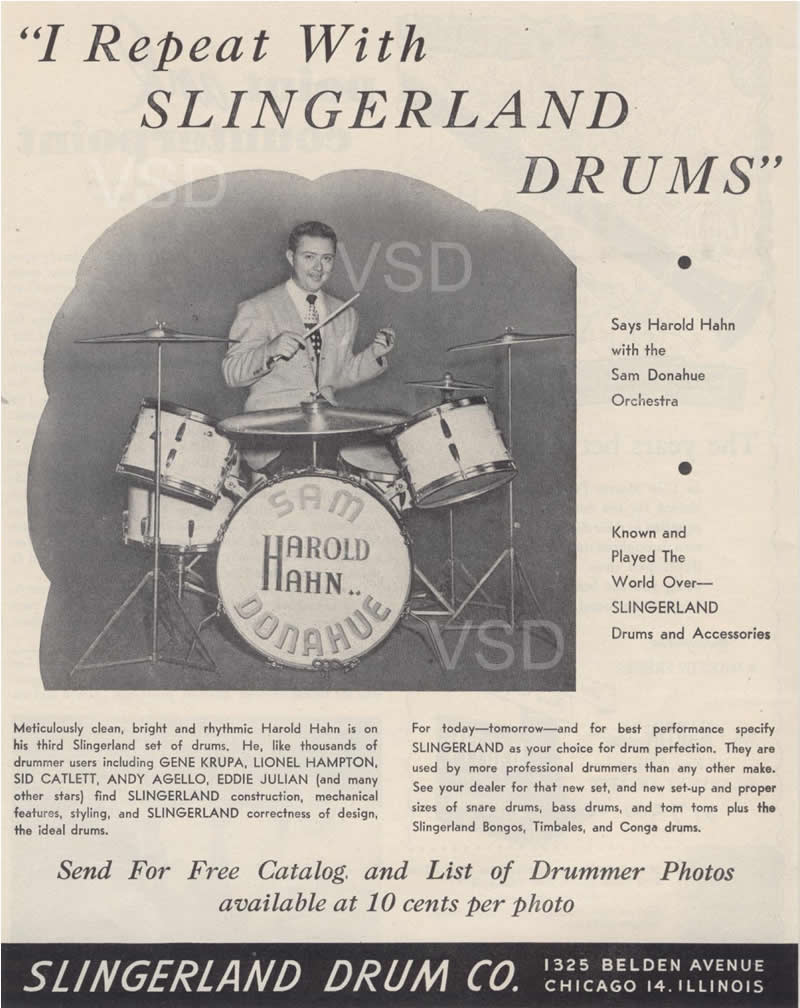 "I Repeat With
SLINGERLAND
DRUMS"
VSD
VSD
Says Harold Hahn
with the
Sam Donahue
Orchestra
SAM
HAROLD
HAHN..
DONAHUE
Known and
Played The
World Over—
SLINGERLAND
Drums and Accessories
VSD
Meticulously clean, bright and rhythmic Harold Hahn is on
his third Slingerland set of drums. He, like thousands of
drummer users including GENE KRUPA, LIONEL HAMPTON,
SID CATLETT, ANDY AGELLO, EDDIE JULIAN (and many
other stars) find SLINGERLAND construction, mechanical
features, styling, and SLINGERLAND correctness of design,
the ideal drums.
For today—tomorrow—and for best performance specify
SLINGERLAND as your choice for drum perfection. They are
used by more professional drummers than any other make.
See your dealer for that new set, and new set-up and proper
sizes of snare drums, bass drums, and tom toms plus the
Slingerland Bongos, Timbales, and Conga drums.
Send For Free Catalog and List of Drummer Photos
available at 10 cents per photo
SLINGERLAND DRUM CO.
1325 BELDEN AVENUE
CHICAGO 14, ILLINOIS